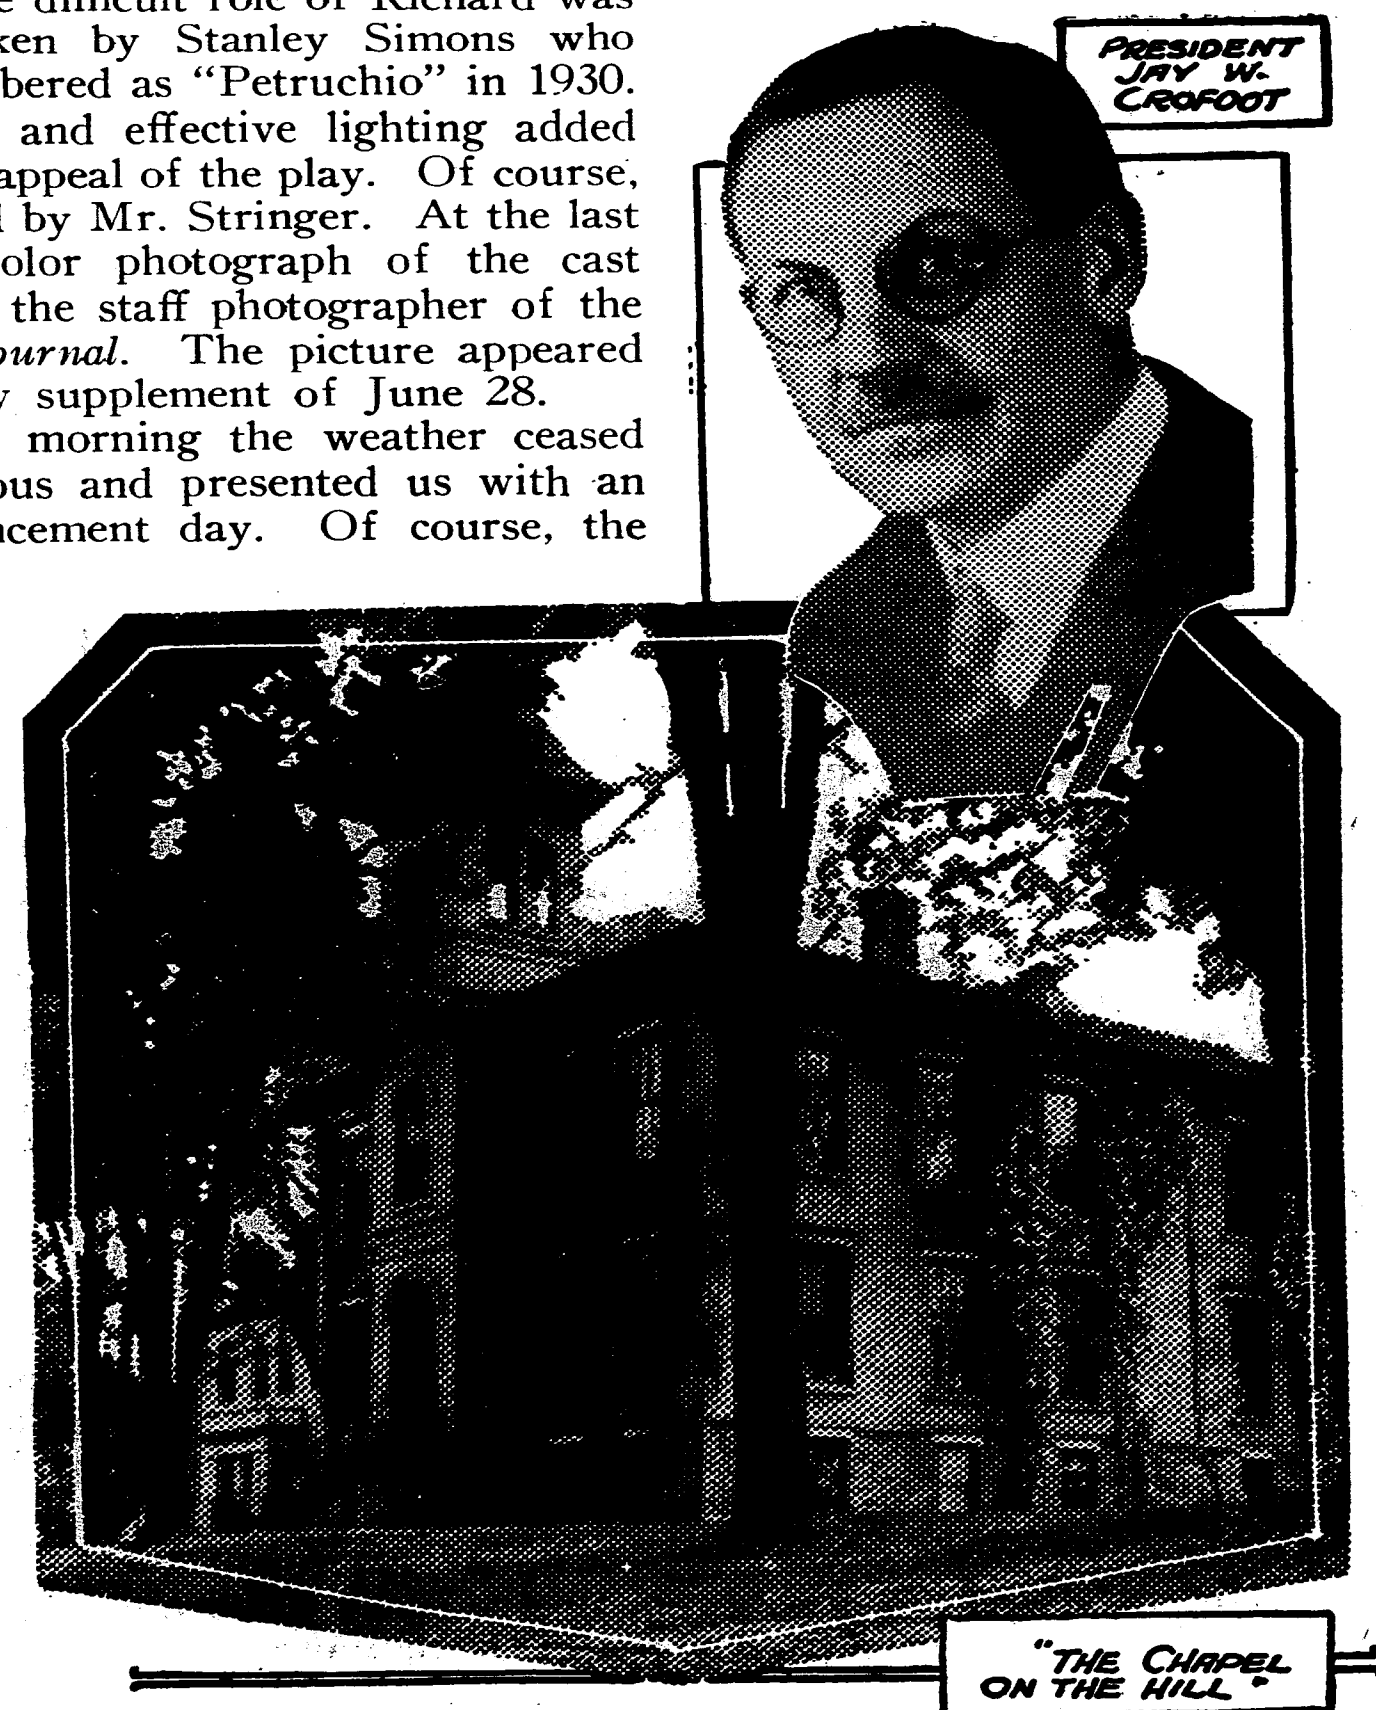 difficult role of Richard was
ken by Stanley Simons who
bered as “Petruchio” in 1930.
and effective lighting added
appeal of the play. Of course,
by Mr. Stringer. At the last
olor photograph of the cast
the staff photographer of the
ournal. The picture appeared
y supplement of June 28.
morning the weather ceased
ous and presented us with an
ncement day. Of course, the
PRESIDENT
JAY W.
CROFOOT
“THE CHAPEL
ON THE HILL”